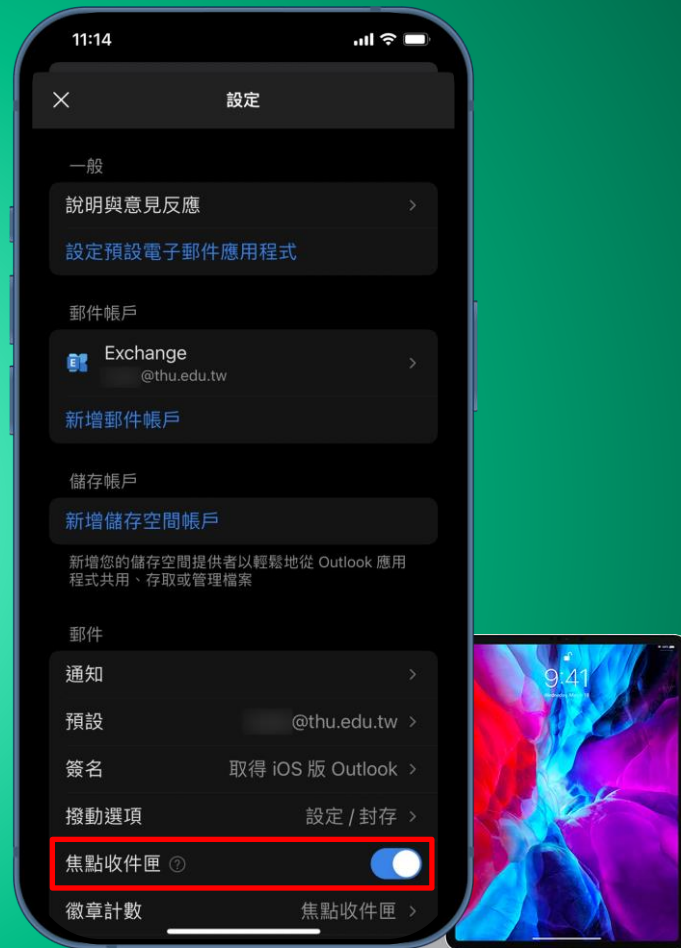 11:14
設定
一般
說明與意見反應
設定預設電子郵件應用程式
郵件帳戶
Exchange
@thu.edu.tw
新增郵件帳戶
儲存帳戶
新增儲存空間帳戶
新增您的儲存空間提供者以輕鬆地從 Outlook 應用
程式共用、存取或管理檔案
郵件
通知
預設 @thu.edu.tw
簽名 取得 iOS 版 Outlook
撥動選項 設定 / 封存
焦點收件匣
徽章計數 焦點收件匣
9:41